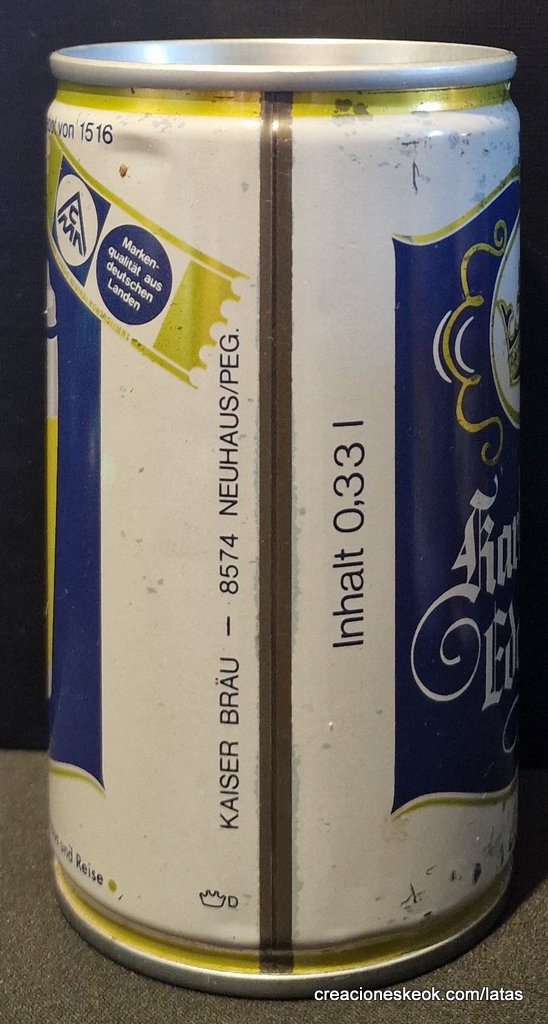 von 1516
CMA
Marken-
qualität aus
deutschen
Landen
KAISER BRÄU – 8574 NEUHAUS/PEG.
Inhalt 0,33 l
und Reise
D
creacioneskeok.com/latas